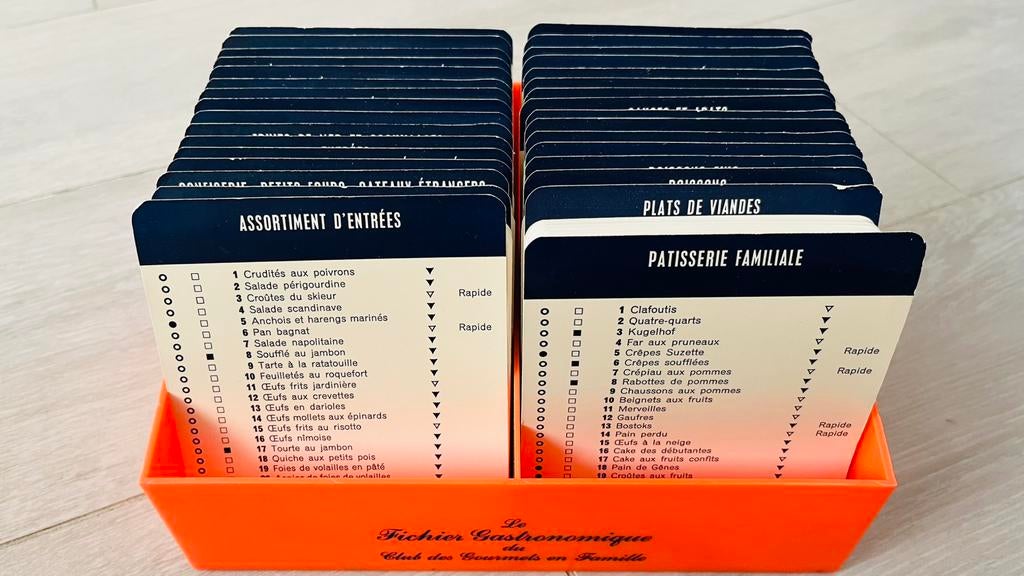 PLATS DE VIANDES
ASSORTIMENT D'ENTRÉES
1 Crudités aux poivrons
2 Salade périgourdine
3 Croûtes du skieur Rapide
4 Salade scandinave
5 Anchois et harengs marinés
6 Pan bagnat Rapide
7 Salade napolitaine
8 Soufflé au jambon
9 Tarte à la ratatouille
10 Feuilletés au roquefort
11 Œufs frits jardinière
12 Œufs aux crevettes
13 Œufs en darioles
14 Œufs mollets aux épinards
15 Œufs frits au risotto
16 Œufs nîmoise
17 Tourte au jambon
18 Quiche aux petits pois
19 Foies de volailles en pâté
PATISSERIE FAMILIALE
1 Clafoutis
2 Quatre-quarts
3 Kugelhof
4 Far aux pruneaux
5 Crêpes Suzette Rapide
6 Crêpes soufflées
7 Crépiau aux pommes Rapide
8 Rabottes de pommes
9 Chaussons aux pommes
10 Beignets aux fruits
11 Merveilles
12 Gaufres
13 Bostoks Rapide
14 Pain perdu Rapide
15 Œufs à la neige
16 Cake des débutantes
17 Cake aux fruits confits
18 Pain de Gênes
19 Croûtes aux fruits
Le
Fichier Gastronomique
du
Club des Gourmets en Famille